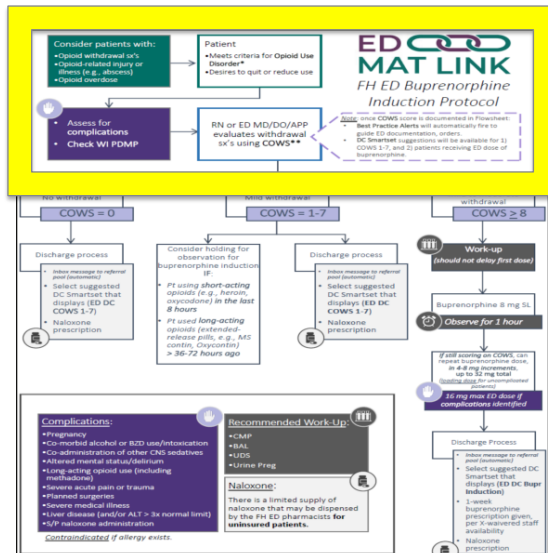 Consider patients with:
• Opioid withdrawal sx's
• Opioid-related injury or
illness (e.g., abscess)
• Opioid overdose
Patient
• Meets criteria for Opioid Use
Disorder*
• Desires to quit or reduce use
ED
MAT LINK
FH ED Buprenorphine
Induction Protocol
• Assess for
complications
• Check WI PDMP
RN or ED MD/DO/APP
evaluates withdrawal
sx's using COWS**
Note: once COWS score is documented in Flowsheet:
• Best Practice Alerts will automatically fire to
guide ED documentation, orders.
• DC Smartset suggestions will be available for 1)
COWS 1-7, and 2) patients receiving ED dose of
buprenorphine.
No withdrawal
COWS = 0
Mild withdrawal
COWS = 1-7
withdrawal
COWS ≥ 8
Discharge process
• Inbox message to referral
pool (automatic)
• Select suggested DC
Smartset that
displays (ED DC
COWS 1-7)
• Naloxone
prescription
Consider holding for
observation for
buprenorphine induction
IF:
• Pt using short-acting
opioids (e.g., heroin,
oxycodone) in the last
8 hours
• Pt used long-acting
opioids (extended-
release pills, e.g., MS
contin, Oxycontin)
> 36-72 hours ago
Discharge process
• Inbox message to referral
pool (automatic)
• Select suggested
DC Smartset that
displays (ED DC
COWS 1-7)
• Naloxone
prescription
Work-up
(should not delay first dose)
Buprenorphine 8 mg SL
Observe for 1 hour
If still scoring on COWS, can
repeat buprenorphine dose,
in 4-8 mg increments,
up to 32 mg total
(loading dose for uncomplicated
patients)
16 mg max ED dose if
complications identified
Discharge Process
• Inbox message to referral pool
(automatic)
• Select suggested DC
Smartset that
displays (ED DC Bupr
Induction)
• 1-week
buprenorphine
prescription given,
per X-waivered staff
availability
• Naloxone
prescription
Complications:
• Pregnancy
• Co-morbid alcohol or BZD use/intoxication
• Co-administration of other CNS sedatives
• Altered mental status/delirium
• Long-acting opioid use (including
methadone)
• Severe acute pain or trauma
• Planned surgeries
• Severe medical illness
• Liver disease (and/or ALT > 3x normal limit)
• S/P naloxone administration
Contraindicated if allergy exists.
Recommended Work-Up:
• CMP
• BAL
• UDS
• Urine Preg
Naloxone:
There is a limited supply of
naloxone that may be dispensed
by the FH ED pharmacists for
uninsured patients.